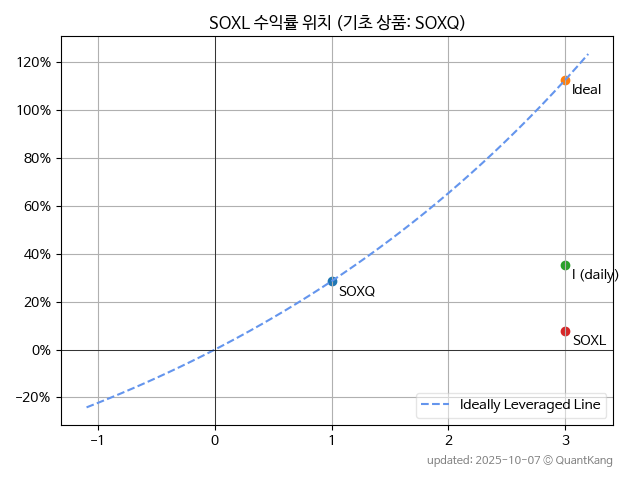 SOXL 수익률 위치 (기초 상품: SOXQ)
120%
100%
80%
60%
40%
20%
0%
−20%
Ideal
I (daily)
SOXQ
SOXL
Ideally Leveraged Line
−1
0
1
2
3
updated: 2025-10-07 © QuantKang